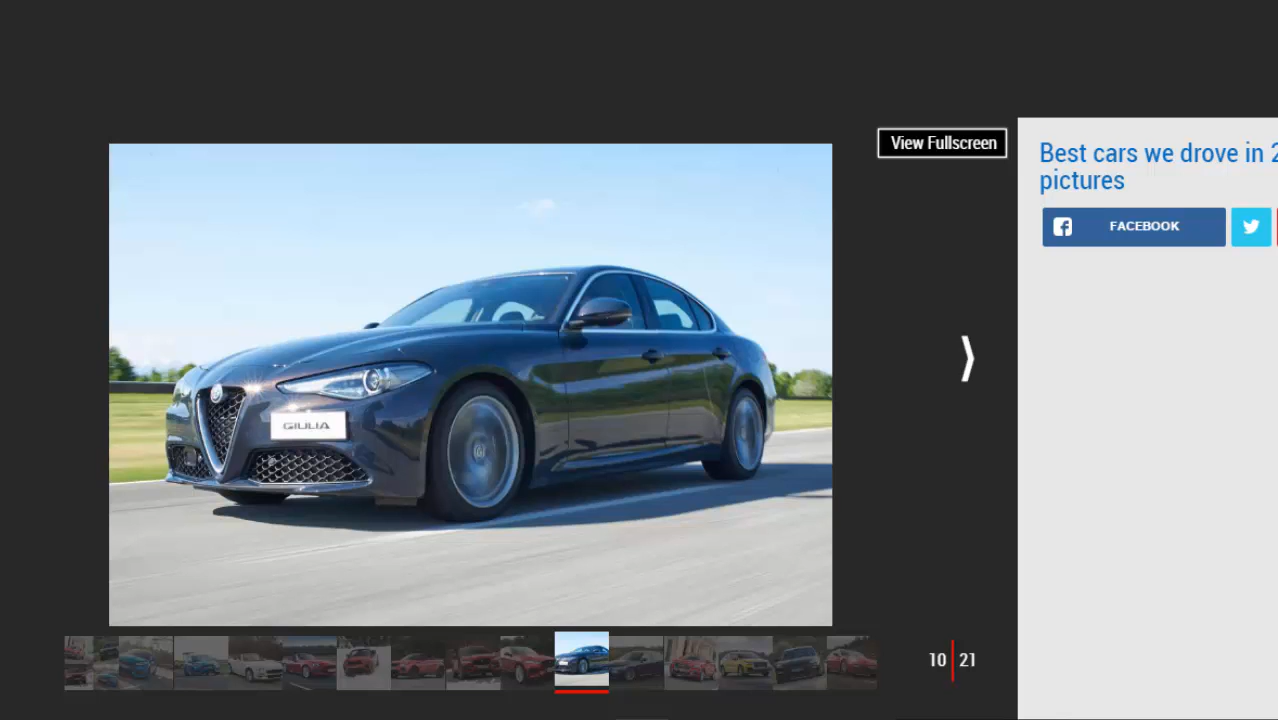 View Fullscreen
Best cars we drove in 2
pictures
FACEBOOK
GIULIA
10 21